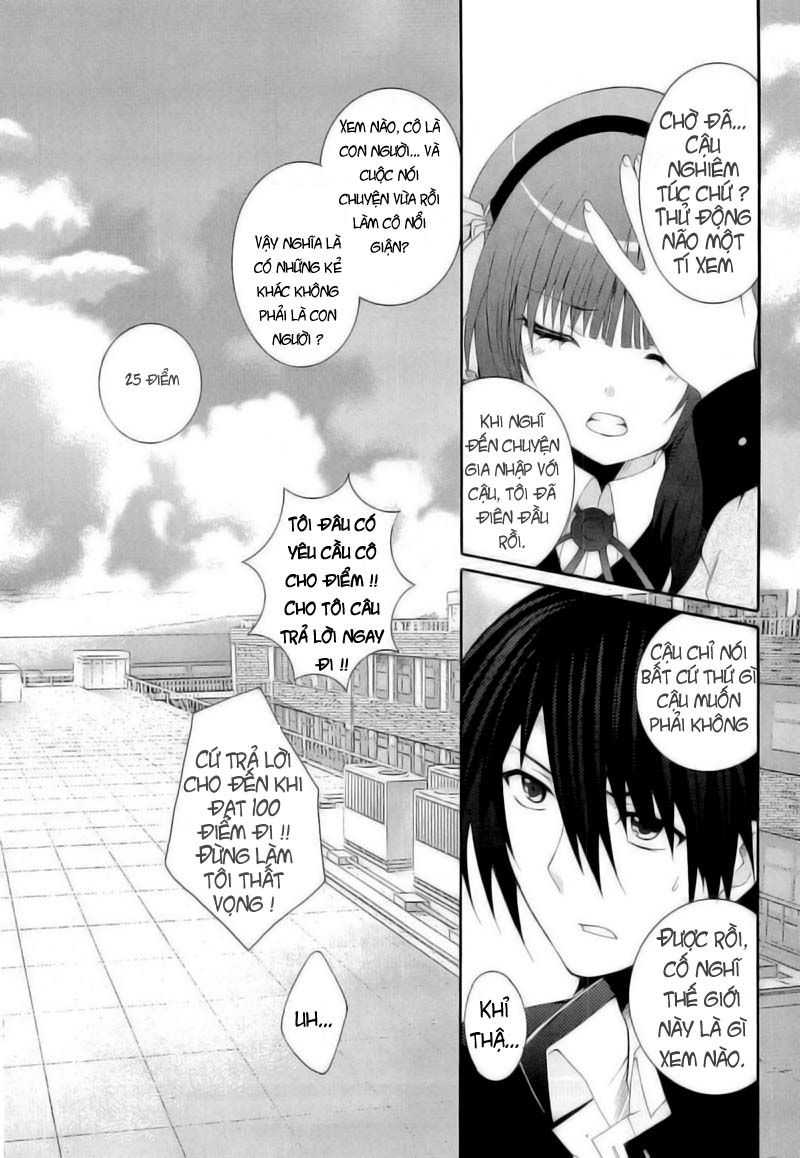 CHỜ ĐÃ...
CẬU
NGHIÊM
TÚC CHỨ ?
THỬ ĐỘNG
NÃO MỘT
TÍ XEM
KHI NGHĨ
ĐẾN CHUYỆN
GIA NHẬP VỚI
CẬU, TÔI ĐÃ
ĐIÊN ĐẦU
RỒI.
CẬU CHỈ NÓI
BẤT CỨ THỨ GÌ
CẬU MUỐN
PHẢI KHÔNG
ĐƯỢC RỒI,
CỐ NGHĨ
THẾ GIỚI
NÀY LÀ GÌ
XEM NÀO.
KHỈ
THẬ...
XEM NÀO, CÔ LÀ
CON NGƯỜI... VÀ
CUỘC NÓI
CHUYỆN VỪA RỒI
LÀM CÔ NỔI
GIẬN?
VẬY NGHĨA LÀ
CÓ NHỮNG KẺ
KHÁC KHÔNG
PHẢI LÀ CON
NGƯỜI ?
25 ĐIỂM
TÔI ĐÂU CÓ
YÊU CẦU CÔ
CHO ĐIỂM !!
CHO TÔI CÂU
TRẢ LỜI NGAY
ĐI !!
CỨ TRẢ LỜI
CHO ĐẾN KHI
ĐẠT 100
ĐIỂM ĐI !!
ĐỪNG LÀM
TÔI THẤT
VỌNG !
UH...